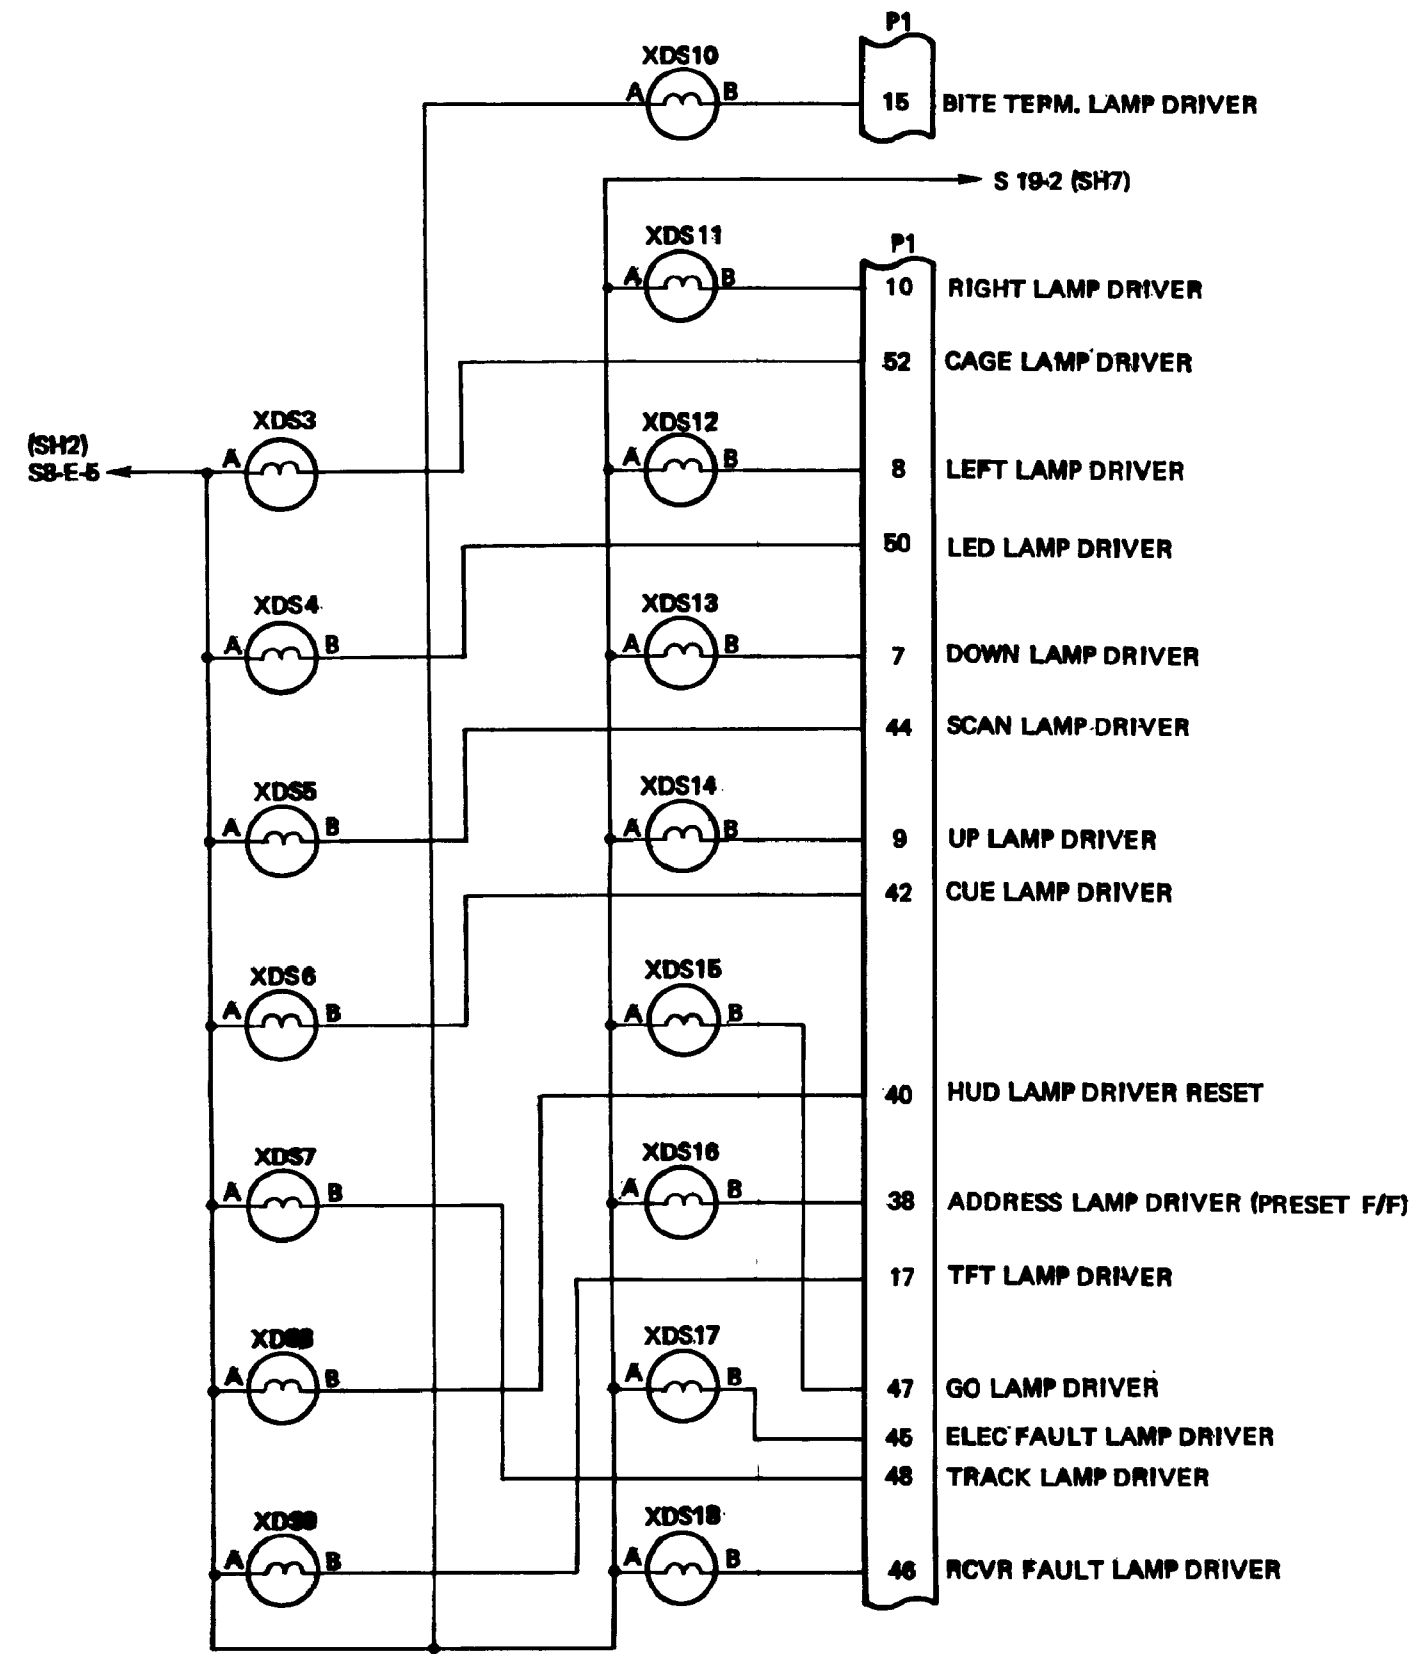 P1
XDS10
A
B
15 BITE TERM. LAMP DRIVER
S 19-2 (SH7)
XDS11
P1
A
B
10 RIGHT LAMP DRIVER
52 CAGE LAMP DRIVER
XDS3
XDS12
(SH2)
S8-E-5
A
A
B
8 LEFT LAMP DRIVER
50 LED LAMP DRIVER
XDS4
XDS13
A
B
A
B
7 DOWN LAMP DRIVER
44 SCAN LAMP DRIVER
XDS5
XDS14
A
B
A
B
9 UP LAMP DRIVER
42 CUE LAMP DRIVER
XDS6
XDS15
A
B
A
B
40 HUD LAMP DRIVER RESET
XDS7
XDS16
A
B
A
B
38 ADDRESS LAMP DRIVER (PRESET F/F)
17 TFT LAMP DRIVER
XDS8
XDS17
A
B
A
B
47 GO LAMP DRIVER
45 ELEC FAULT LAMP DRIVER
48 TRACK LAMP DRIVER
XDS9
XDS18
A
B
A
B
46 RCVR FAULT LAMP DRIVER